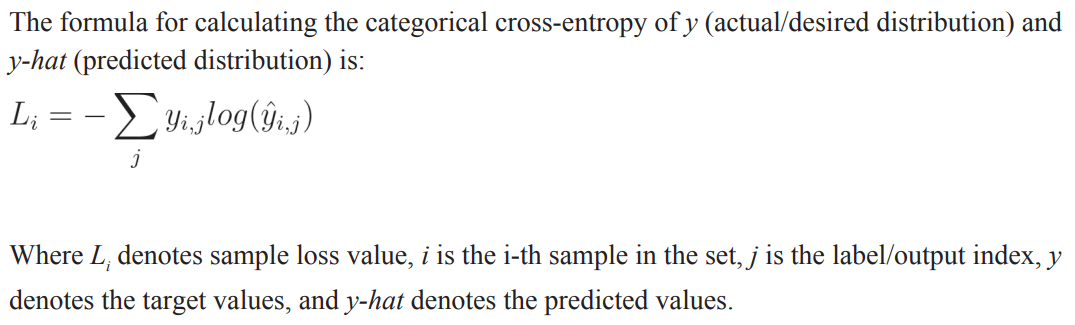 The formula for calculating the categorical cross-entropy of y (actual/desired distribution) and
y-hat (predicted distribution) is:
L_i = -∑_j y_{i,j}log(ŷ_{i,j})
Where L_i denotes sample loss value, i is the i-th sample in the set, j is the label/output index, y
denotes the target values, and y-hat denotes the predicted values.